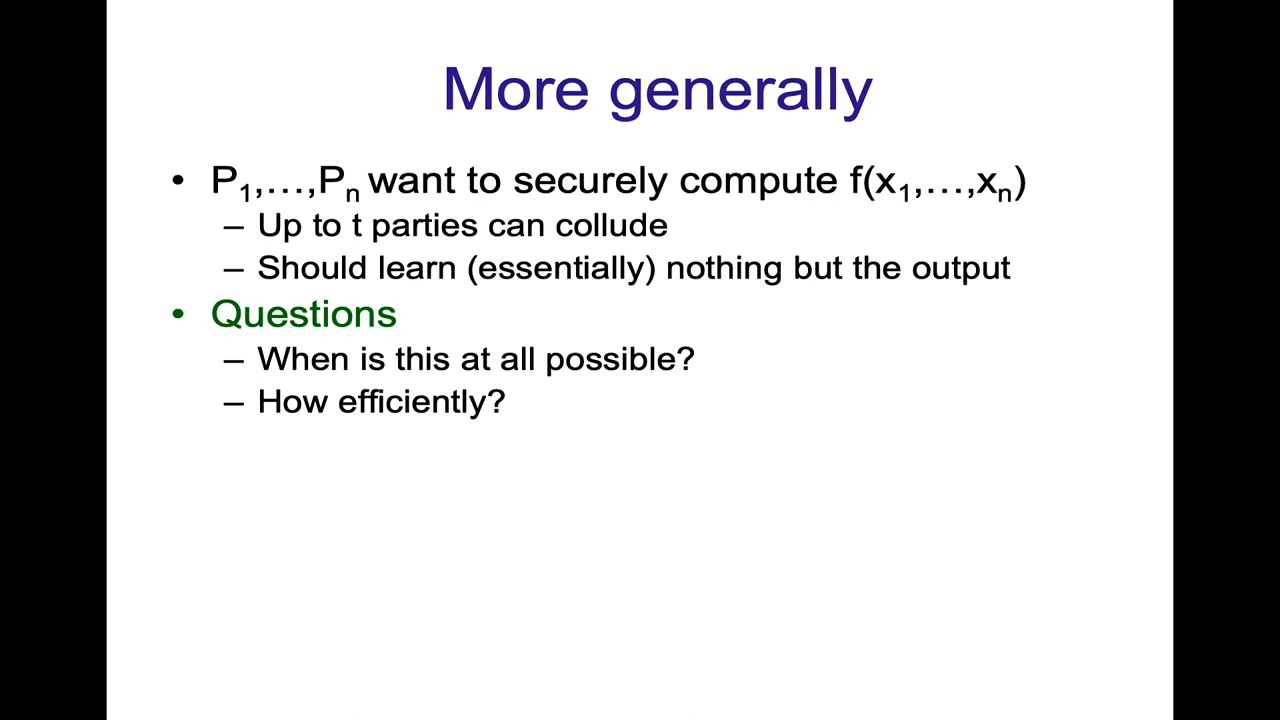 More generally
• P₁,…,Pₙ want to securely compute f(x₁,…,xₙ)
– Up to t parties can collude
– Should learn (essentially) nothing but the output
• Questions
– When is this at all possible?
– How efficiently?